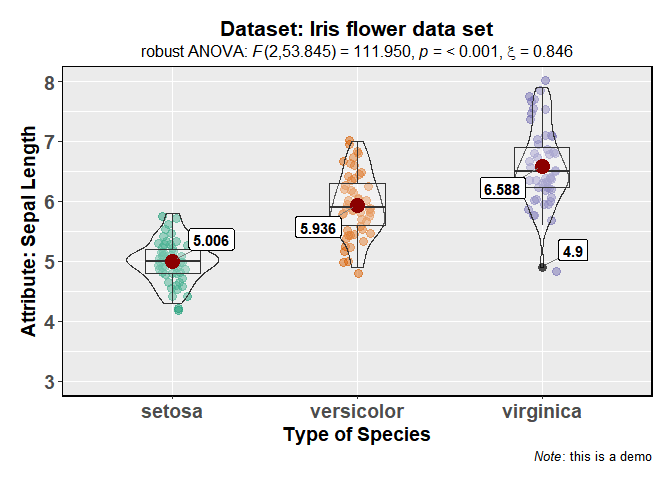 Dataset: Iris flower data set
robust ANOVA: F(2,53.845) = 111.950, p = < 0.001, ξ = 0.846
Attribute: Sepal Length
8
7
6
5
4
3
5.006
5.936
6.588
4.9
setosa
versicolor
virginica
Type of Species
Note: this is a demo